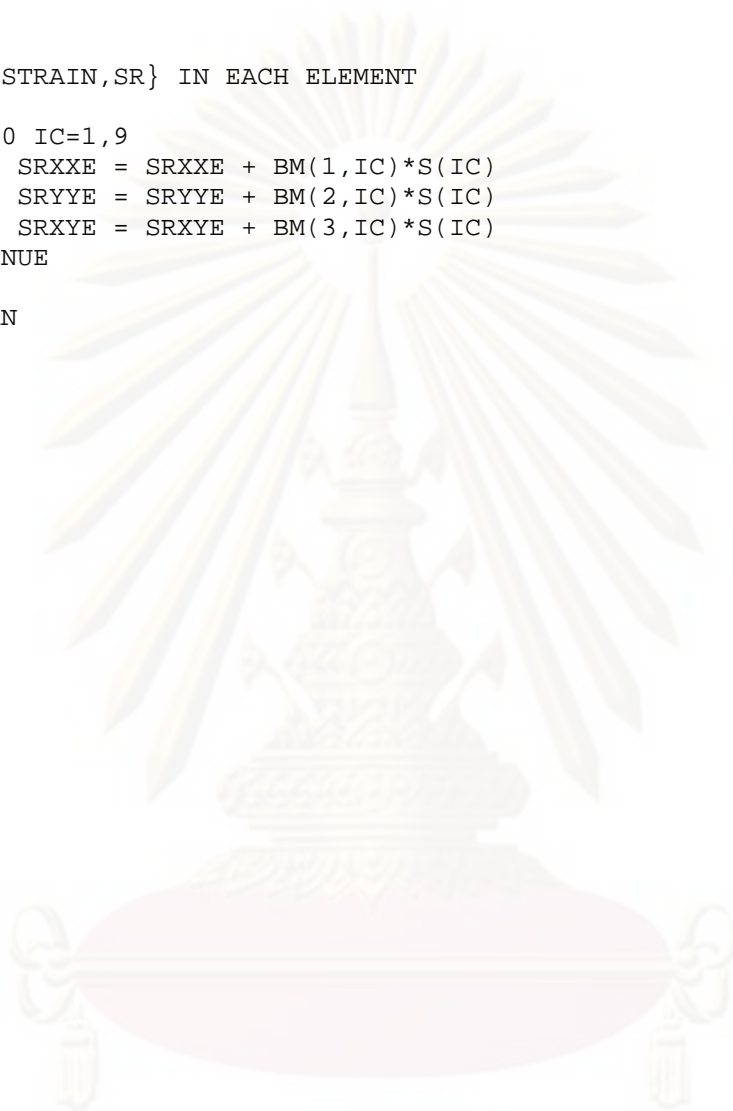 STRAIN,SR} IN EACH ELEMENT
0 IC=1,9
SRXXE = SRXXE + BM(1,IC)*S(IC)
SRYYE = SRYYE + BM(2,IC)*S(IC)
SRXYE = SRXYE + BM(3,IC)*S(IC)
NUE
N